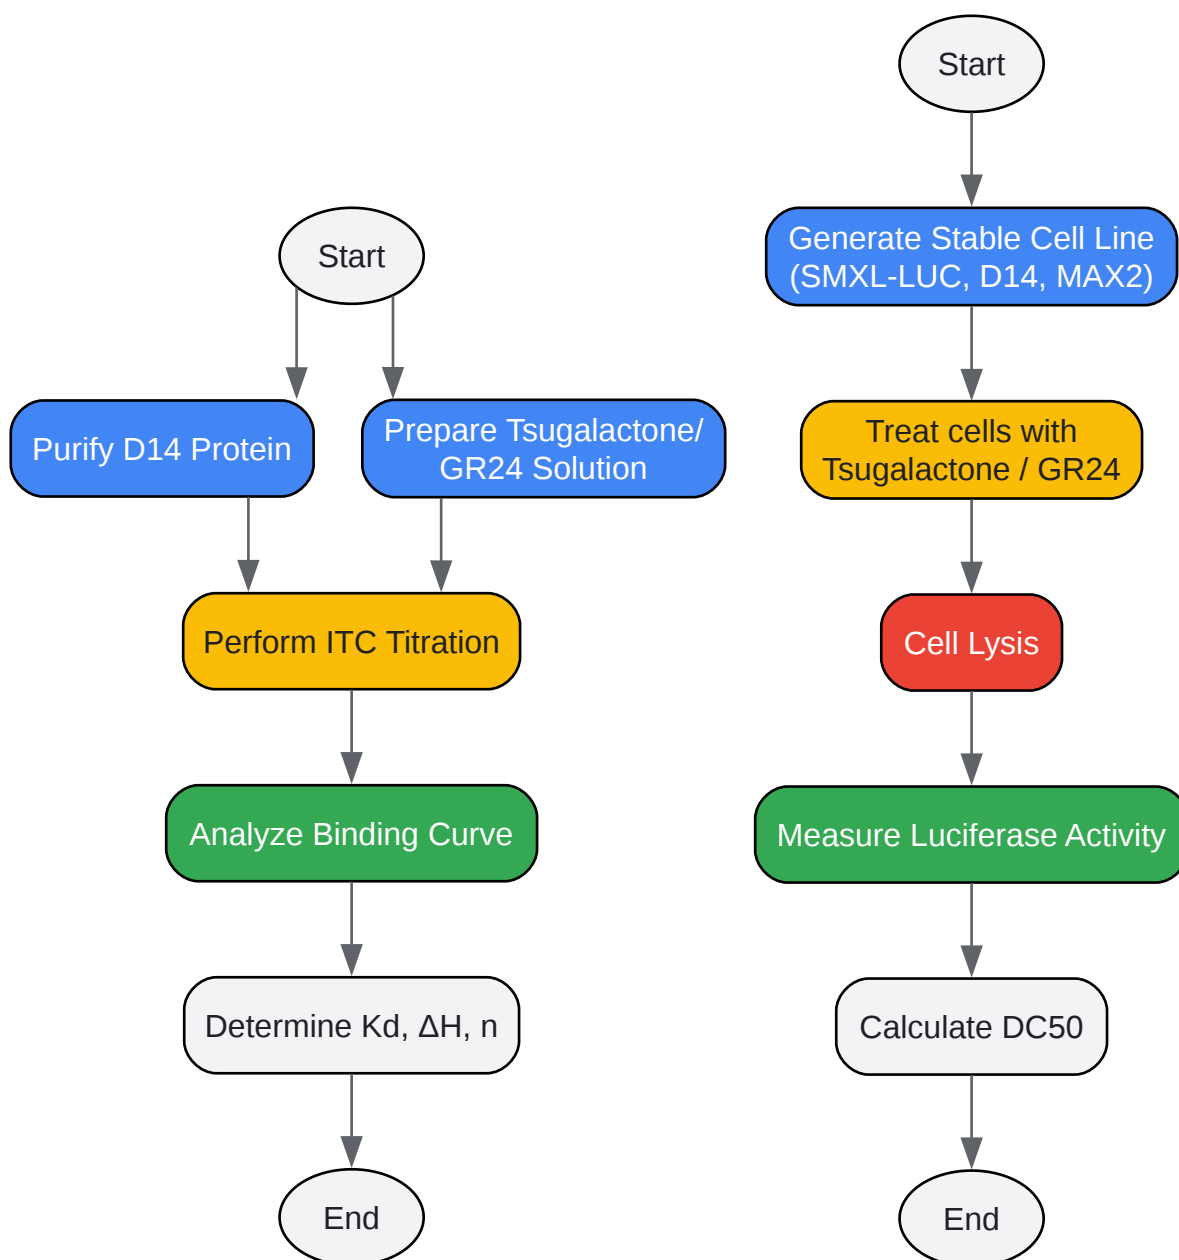 Start
Purify D14 Protein
Prepare Tsugalactone/
GR24 Solution
Perform ITC Titration
Analyze Binding Curve
Determine Kd, ΔH, n
End
Start
Generate Stable Cell Line
(SMXL-LUC, D14, MAX2)
Treat cells with
Tsugalactone / GR24
Cell Lysis
Measure Luciferase Activity
Calculate DC50
End